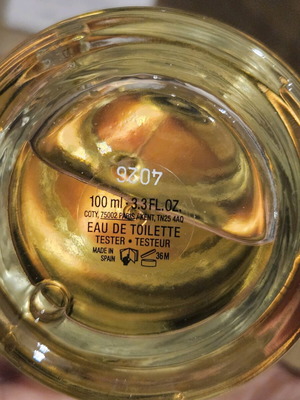 4026
100 ml - 3.3 FL.OZ.
COTY, 75002 PARIS / KENT, TN25 4AQ
EAU DE TOILETTE
TESTER • TESTEUR
MADE IN
SPAIN
36M